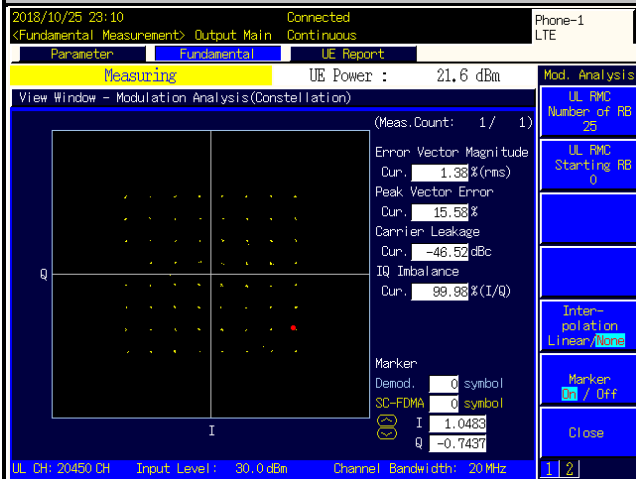 2018/10/25 23:10 Connected Phone-1
<Fundamental Measurement> Output Main Continuous LTE
Parameter Fundamental UE Report
Measuring UE Power : 21.6 dBm Mod. Analysis
View Window - Modulation Analysis(Constellation)
(Meas.Count: 1/ 1)
Error Vector Magnitude
Cur. 1.38 %(rms)
Peak Vector Error
Cur. 15.58 %
Carrier Leakage
Cur. -46.52 dBc
IQ Imbalance
Cur. 99.98 %(I/Q)
Q
I
Marker
Demod. 0 symbol
SC-FDMA 0 symbol
I 1.0483
Q -0.7437
UL RMC
Number of RB
25
UL RMC
Starting RB
0
Inter-
polation
Linear/None
Marker
On / Off
Close
UL CH: 20450 CH Input Level: 30.0 dBm Channel Bandwidth: 20 MHz 1 2